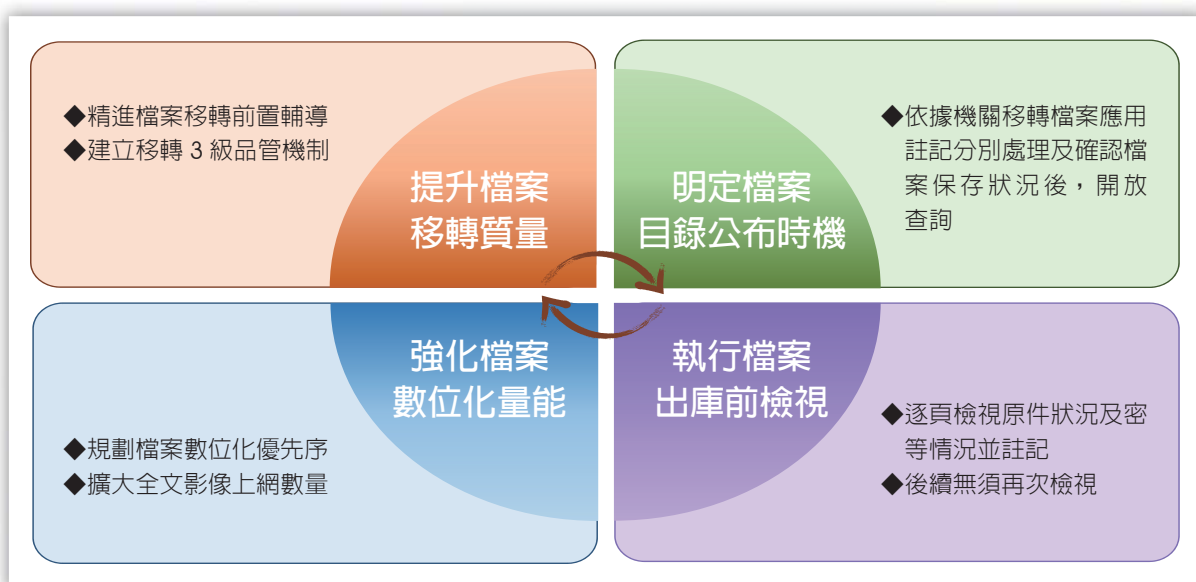 ◆精進檔案移轉前置輔導
◆建立移轉 3 級品管機制
提升檔案
移轉質量
明定檔案
目錄公布時機
◆依據機關移轉檔案應用
註記分別處理及確認檔
案保存狀況後，開放
查詢
強化檔案
數位化量能
◆規劃檔案數位化優先序
◆擴大全文影像上網數量
執行檔案
出庫前檢視
◆逐頁檢視原件狀況及密
等情況並註記
◆後續無須再次檢視